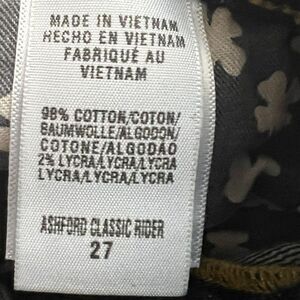 MADE IN VIETNAM
HECHO EN VIETNAM
FABRIQUÉ AU
VIETNAM
98% COTTON/COTON/
BAUMWOLLE/ALGODON/
COTONE/ALGODÃO
2% LYCRA/LYCRA/LYCRA
LYCRA/LYCRA/LYCRA
ASHFORD CLASSIC RIDER
27